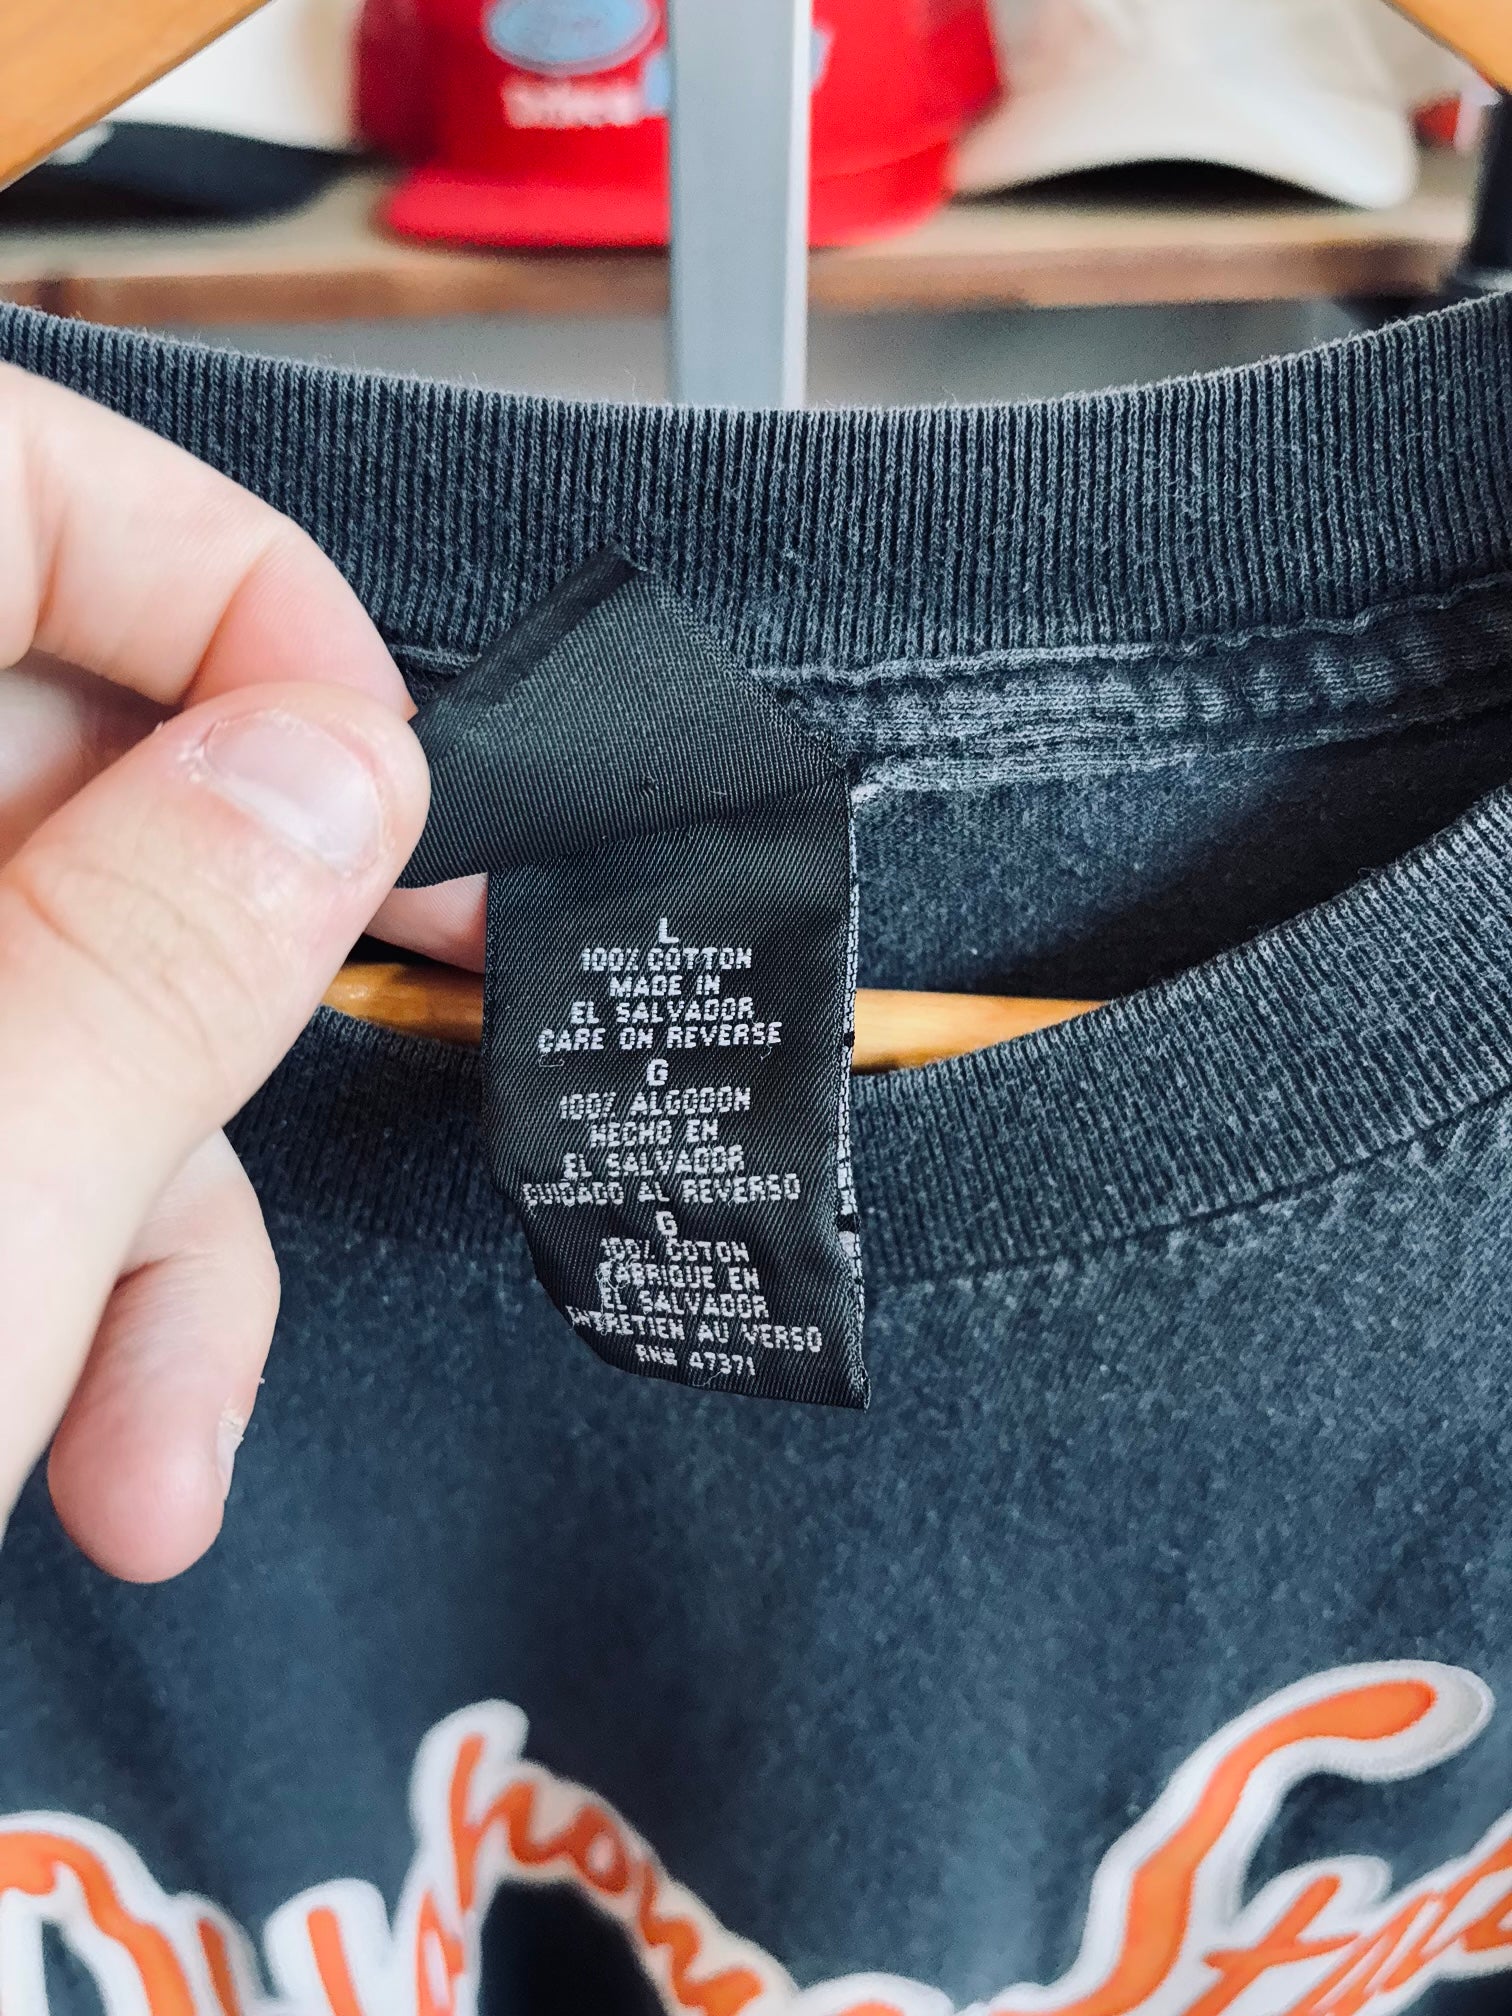 L
100% COTTON
MADE IN
EL SALVADOR
CARE ON REVERSE
G
100% ALGODON
HECHO EN
EL SALVADOR
CUIDADO AL REVERSO
G
100% COTON
FABRIQUE EN
EL SALVADOR
ENTRETIEN AU VERSO
RN# 47371